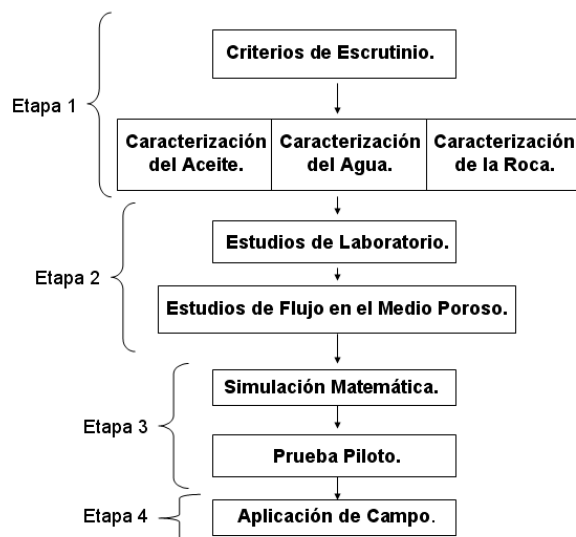 Criterios de Escrutinio.
Etapa 1
Caracterización
del Aceite.
Caracterización
del Agua.
Caracterización
de la Roca.
Estudios de Laboratorio.
Etapa 2
Estudios de Flujo en el Medio Poroso.
Simulación Matemática.
Etapa 3
Prueba Piloto.
Etapa 4
Aplicación de Campo.